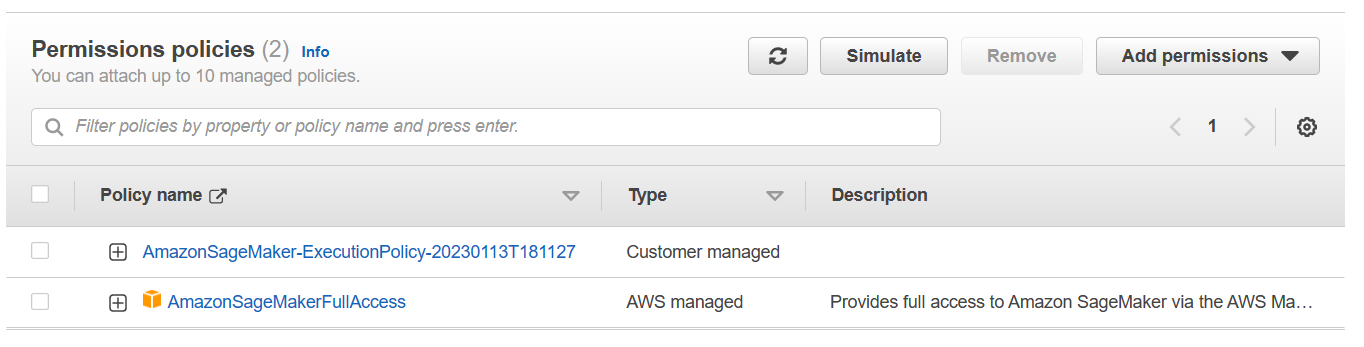 Permissions policies (2) Info
You can attach up to 10 managed policies.
Simulate
Remove
Add permissions
Filter policies by property or policy name and press enter.
1
Policy name Type Description
AmazonSageMaker-ExecutionPolicy-20230113T181127 Customer managed
AmazonSageMakerFullAccess AWS managed Provides full access to Amazon SageMaker via the AWS Ma…